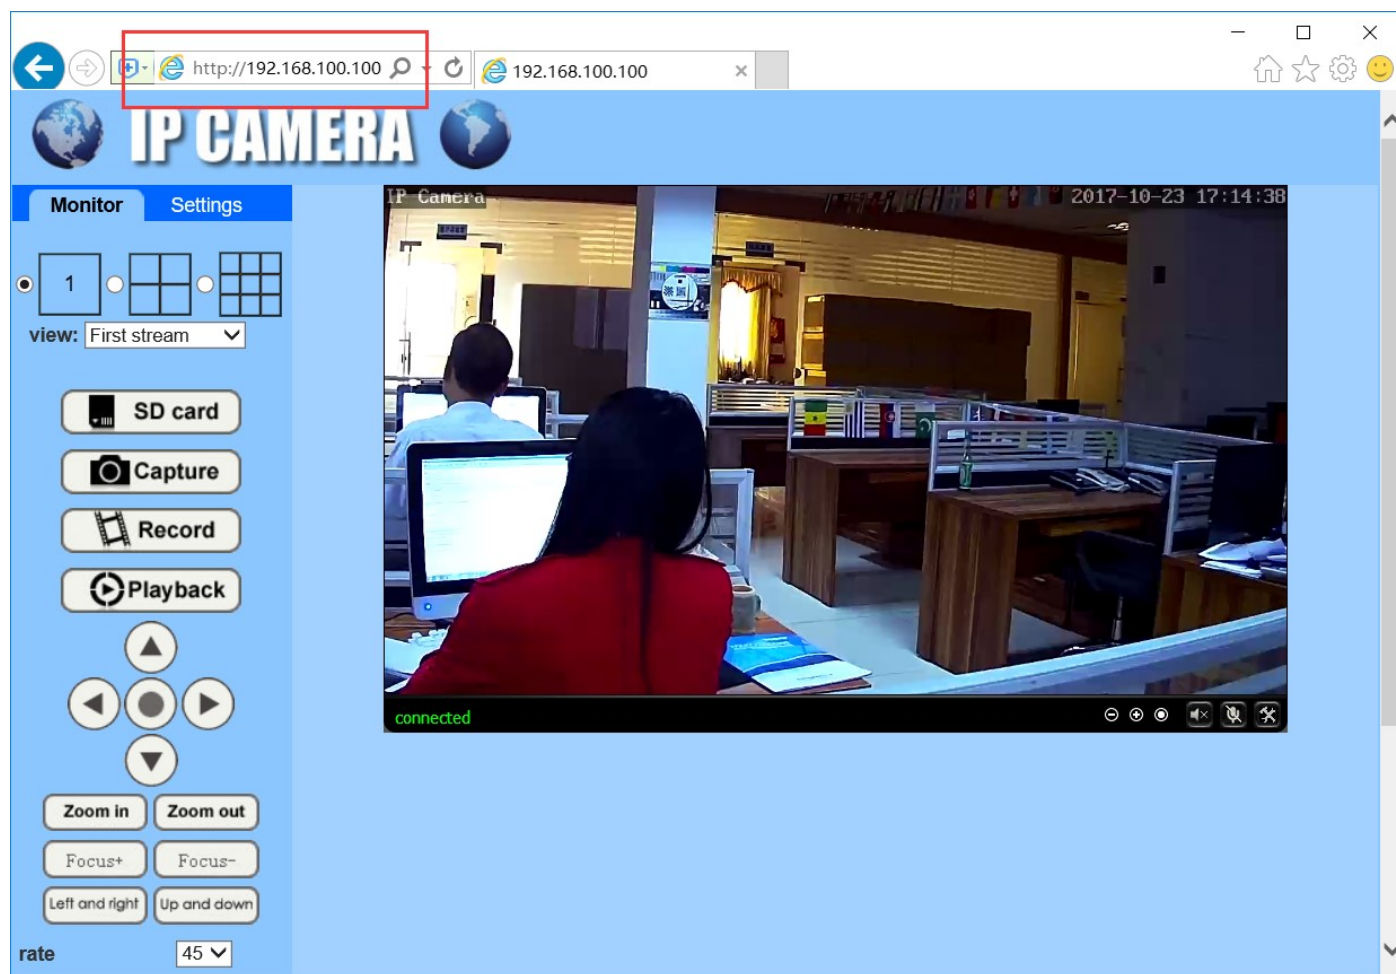 http://192.168.100.100
192.168.100.100
IP CAMERA
Monitor
Settings
IP Camera
2017-10-23 17:14:38
1
view:
First stream
SD card
Capture
Record
Playback
connected
Zoom in
Zoom out
Focus+
Focus-
Left and right
Up and down
rate
45